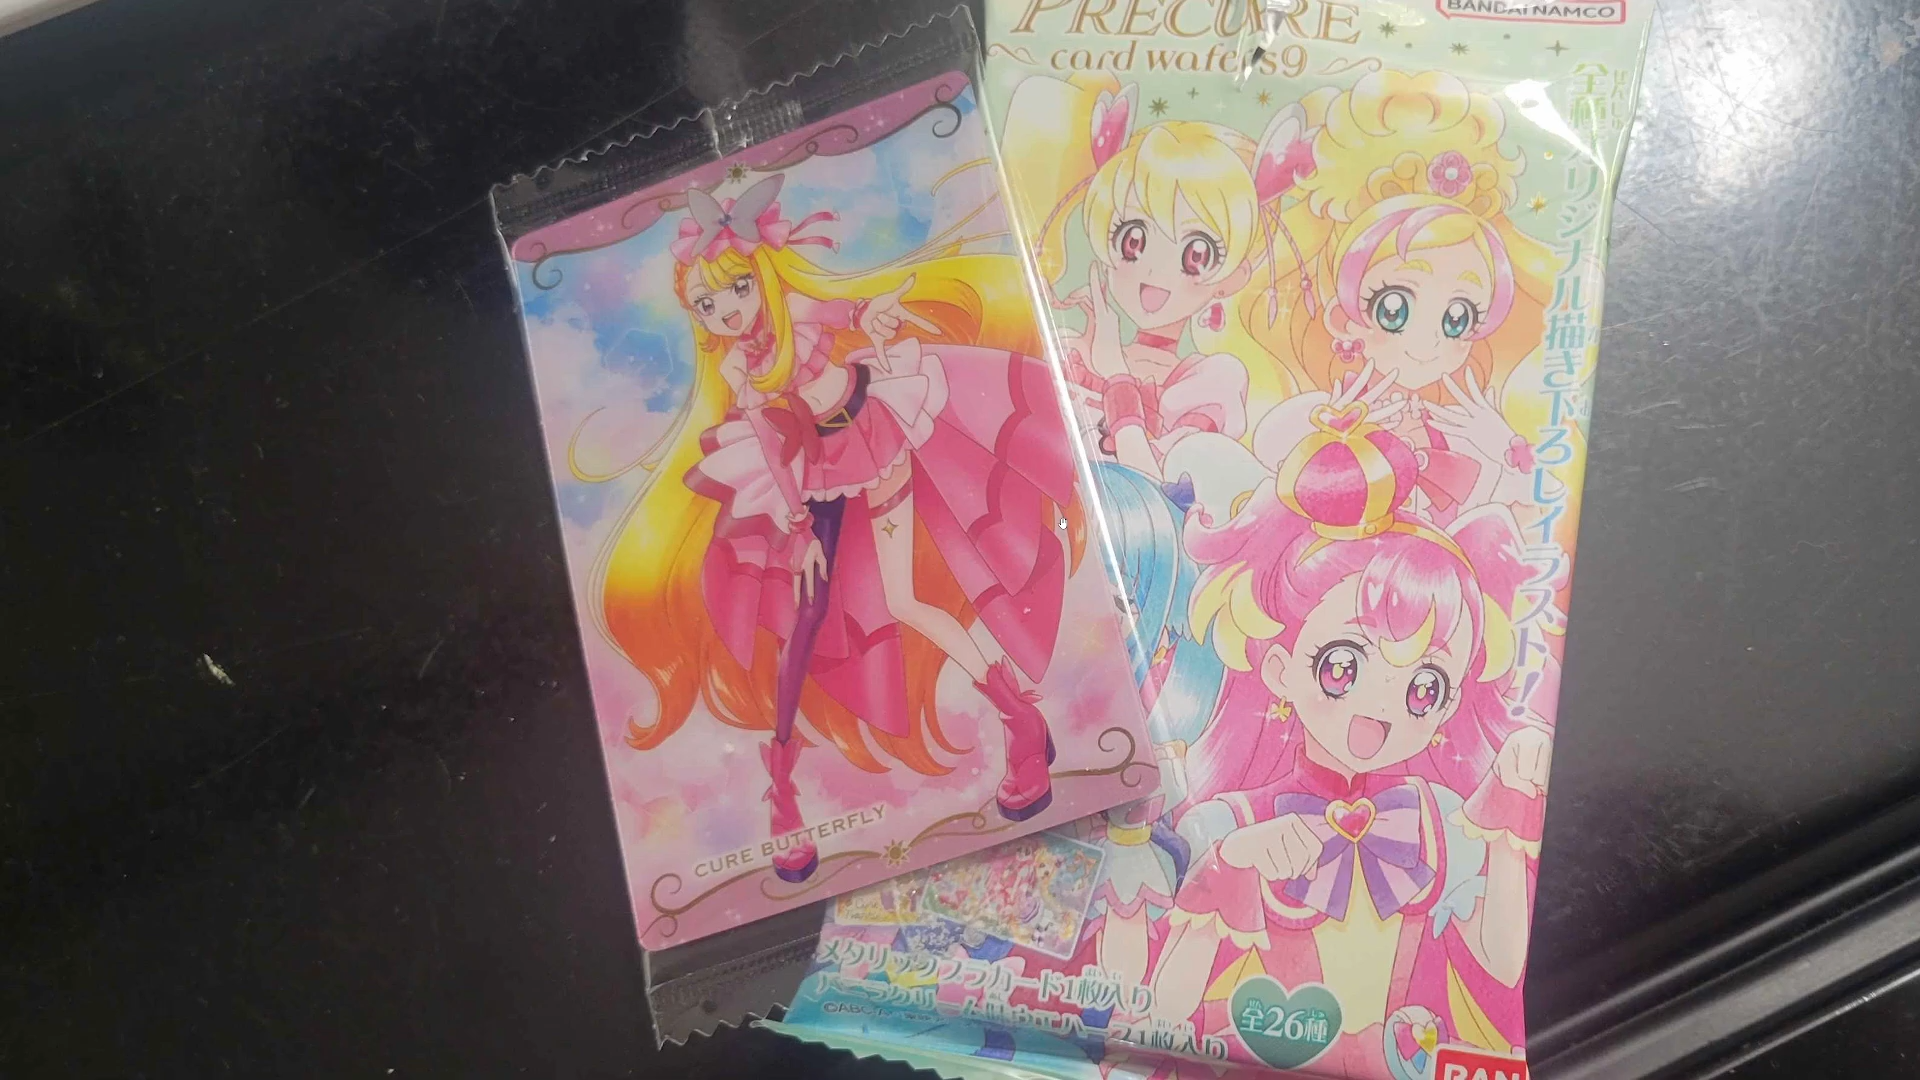 PRECURE
card wafers9
BANDAI NAMCO
オリジナル描き下ろしイラスト!
CURE BUTTERFLY
メタリックプラカード1枚入り
全26種
BAN